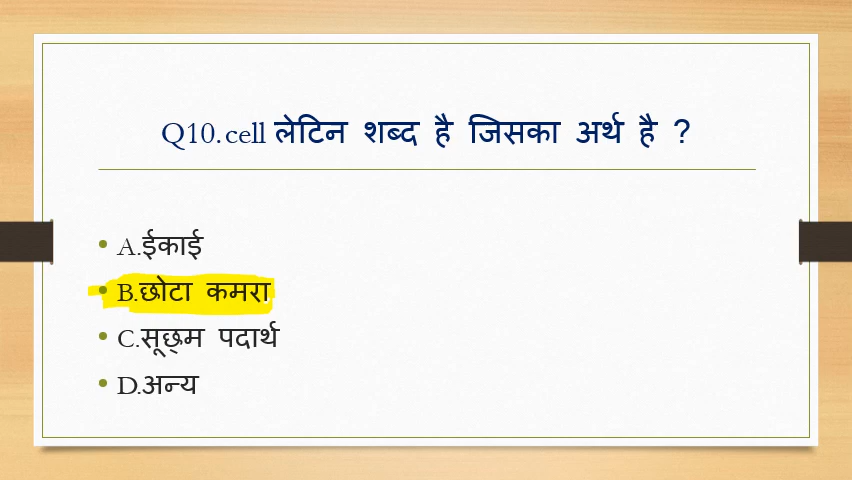 Q10.cell लेटिन शब्द है जिसका अर्थ है ?
A.ईकाई
B.छोटा कमरा
C.सूछ्म पदार्थ
D.अन्य